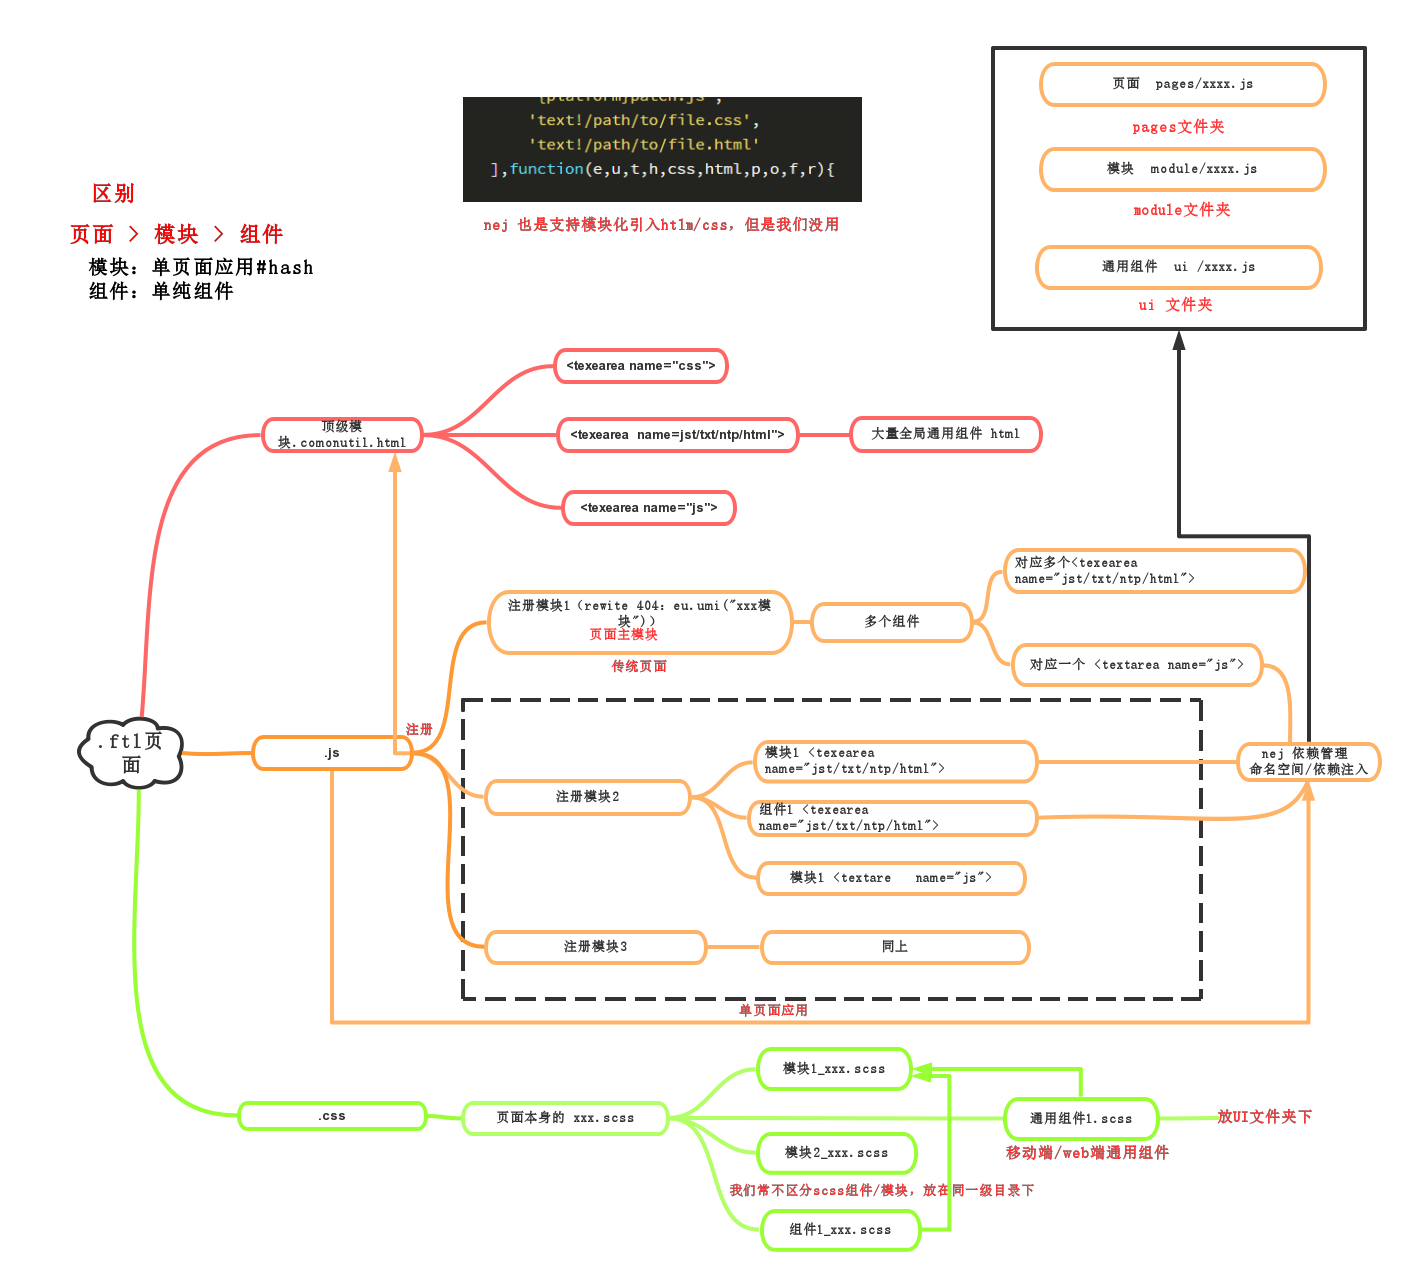 {platform}patch.js',
'text!/path/to/file.css',
'text!/path/to/file.html'
],function(e,u,t,h,css,html,p,o,f,r){
nej 也是支持模块化引入htlm/css，但是我们没用
区别
页面 > 模块 > 组件
模块：单页面应用#hash
组件：单纯组件
页面 pages/xxxx.js
pages文件夹
模块 module/xxxx.js
module文件夹
通用组件 ui /xxxx.js
ui 文件夹
顶级模
块.comonutil.html
<texearea name="css">
<texearea name=jst/txt/ntp/html">
大量全局通用组件 html
<texearea name="js">
注册模块1（rewite 404：eu.umi("xxx模
块")）
页面主模块
传统页面
多个组件
对应多个<texearea
name="jst/txt/ntp/html">
对应一个 <textarea name="js">
.ftl页
面
.js
注册
注册模块2
模块1 <texearea
name="jst/txt/ntp/html">
组件1 <texearea
name="jst/txt/ntp/html">
模块1 <textare name="js">
nej 依赖管理
命名空间/依赖注入
注册模块3
同上
单页面应用
.css
页面本身的 xxx.scss
模块1_xxx.scss
通用组件1.scss
放UI文件夹下
移动端/web端通用组件
模块2_xxx.scss
我们常不区分scss组件/模块，放在同一级目录下
组件1_xxx.scss